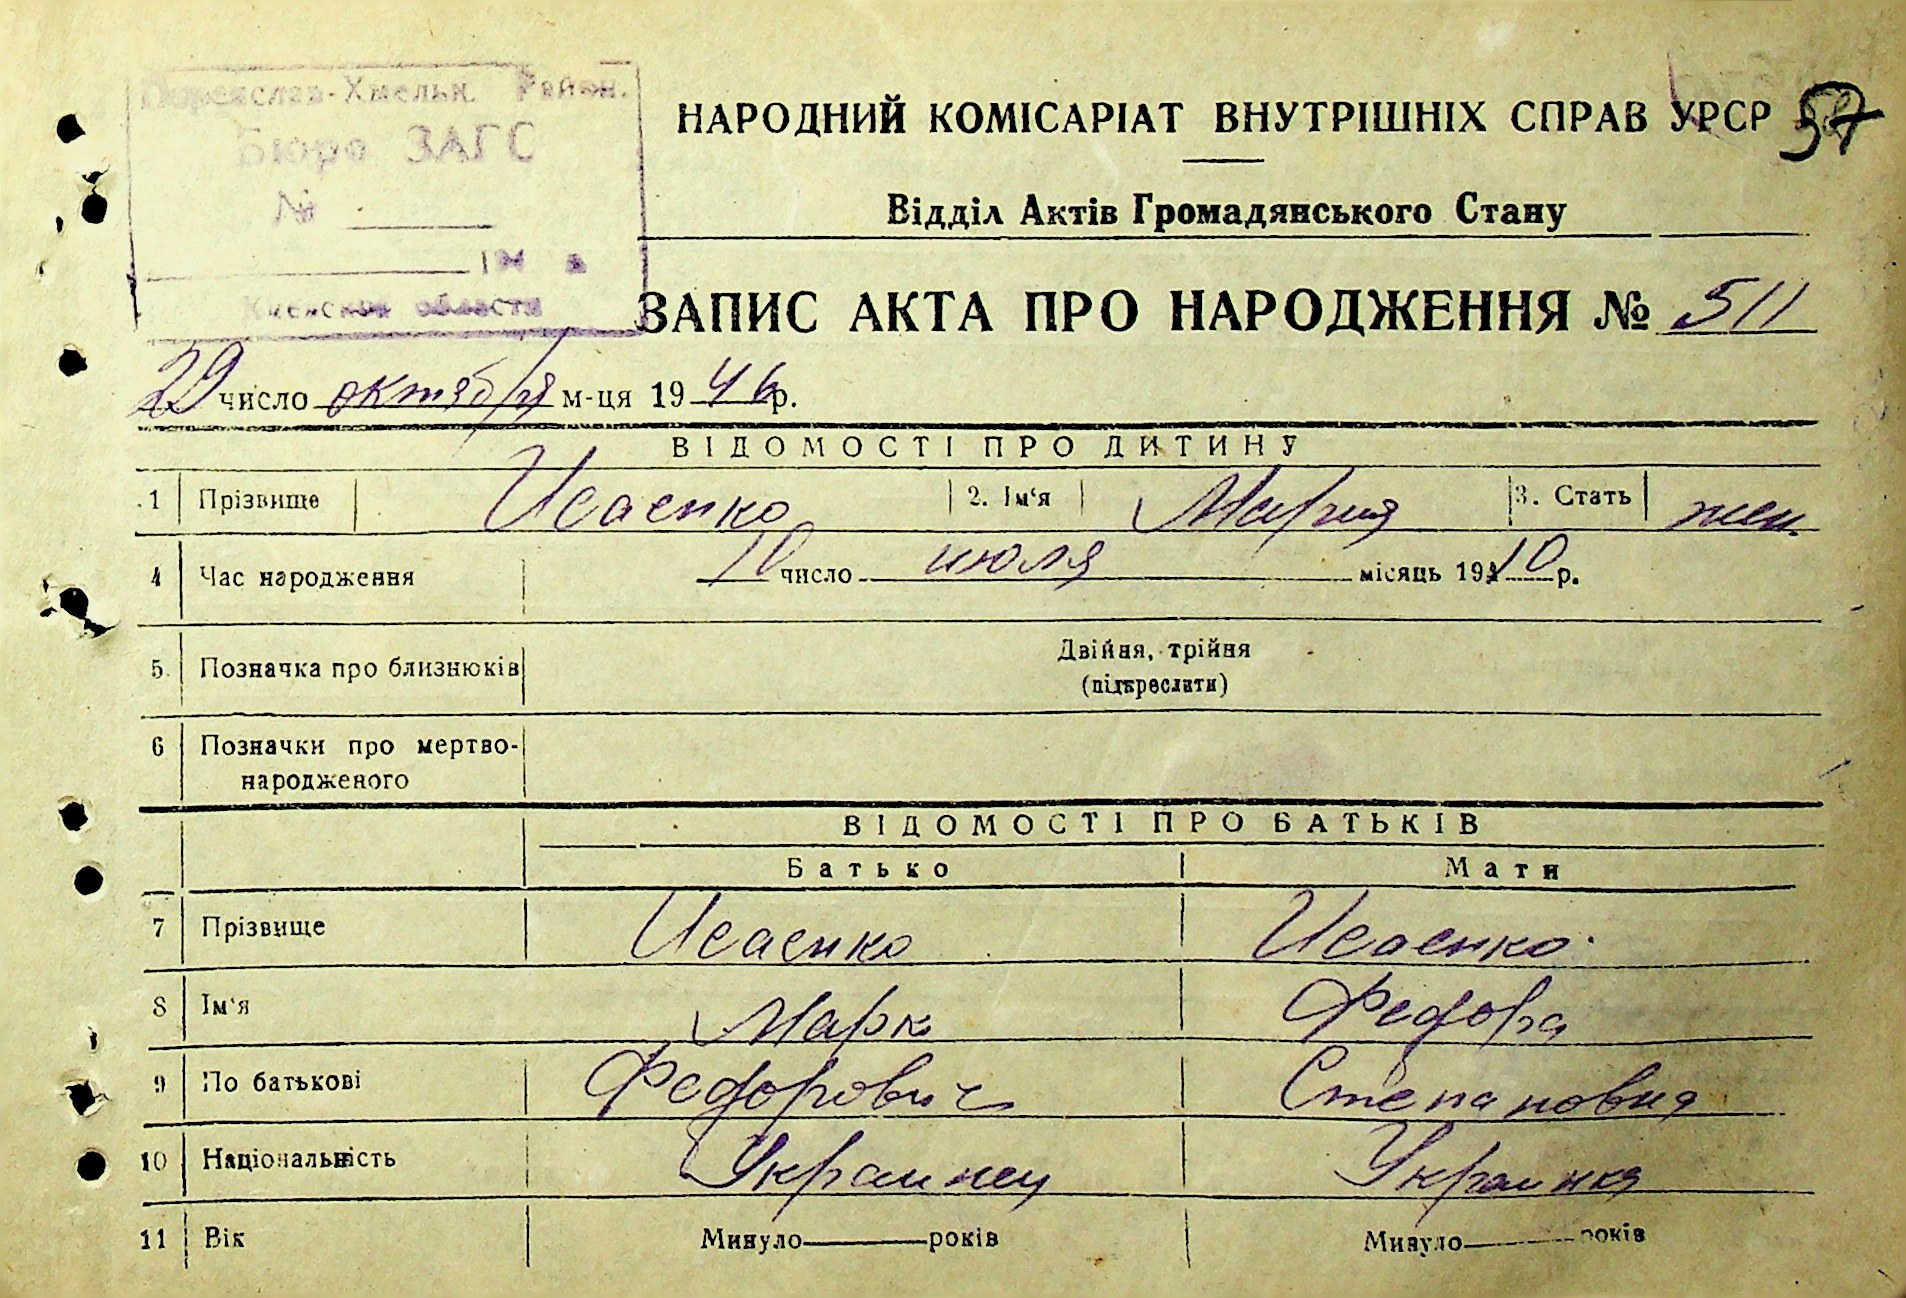 Переяслав-Хмельн. Район.
Бюро ЗАГС
№
194 в
Киевской области
НАРОДНИЙ КОМІСАРІАТ ВНУТРІШНІХ СПРАВ УРСР 57
Відділ Актів Громадянського Стану
ЗАПИС АКТА ПРО НАРОДЖЕННЯ № 511
29 число октября м-ця 1946 р.
ВІДОМОСТІ ПРО ДИТИНУ
1 Прізвище Исаенко 2. Ім‘я Мария 3. Стать жен.
4 Час народження 10 число июля місяць 1910 р.
5. Позначка про близнюків Двійня, трійня
(підкреслити)
6 Позначки про мертво-
народженого
ВІДОМОСТІ ПРО БАТЬКІВ
Батько Мати
7 Прізвище Исаенко Исаенко.
8 Ім‘я Марк Федора
9 По батькові Федорович Степановна
10 Національність Украинец Украинка
11 Вік Минуло років Минуло років